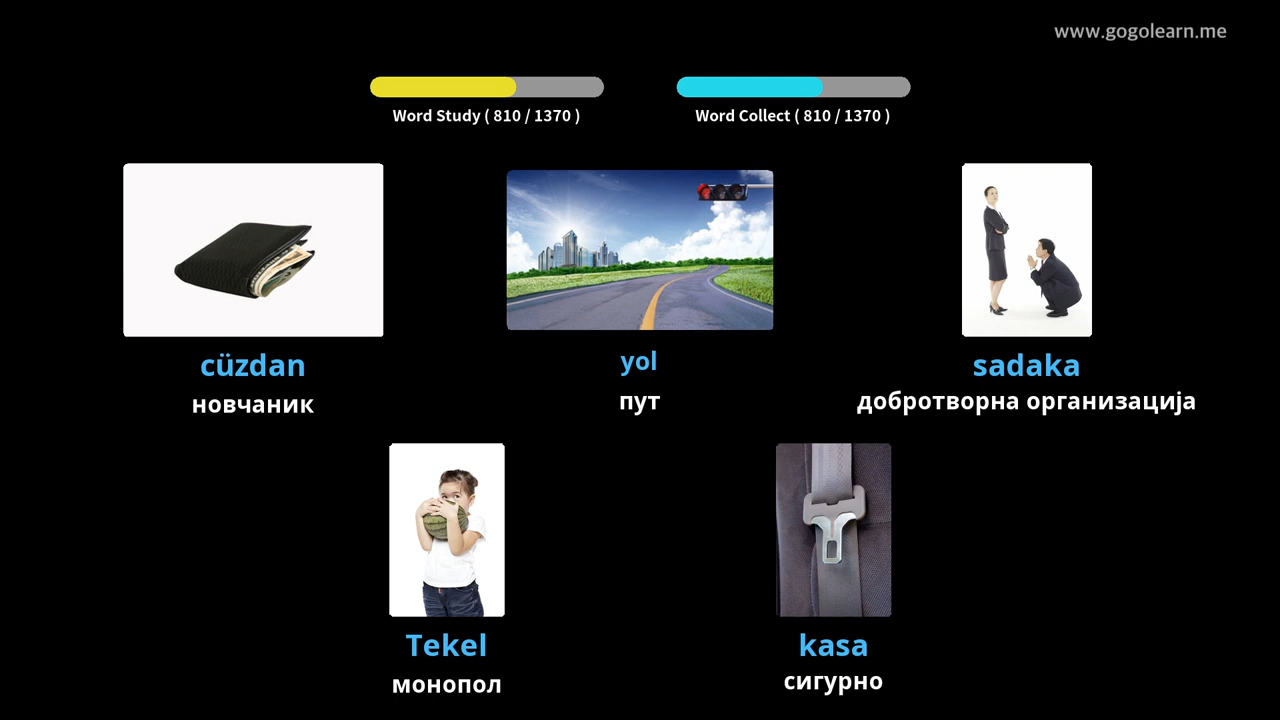 www.gogolearn.me
Word Study ( 810 / 1370 )
Word Collect ( 810 / 1370 )
cüzdan
новчаник
yol
пут
sadaka
добротворна организација
Tekel
монопол
kasa
сигурно